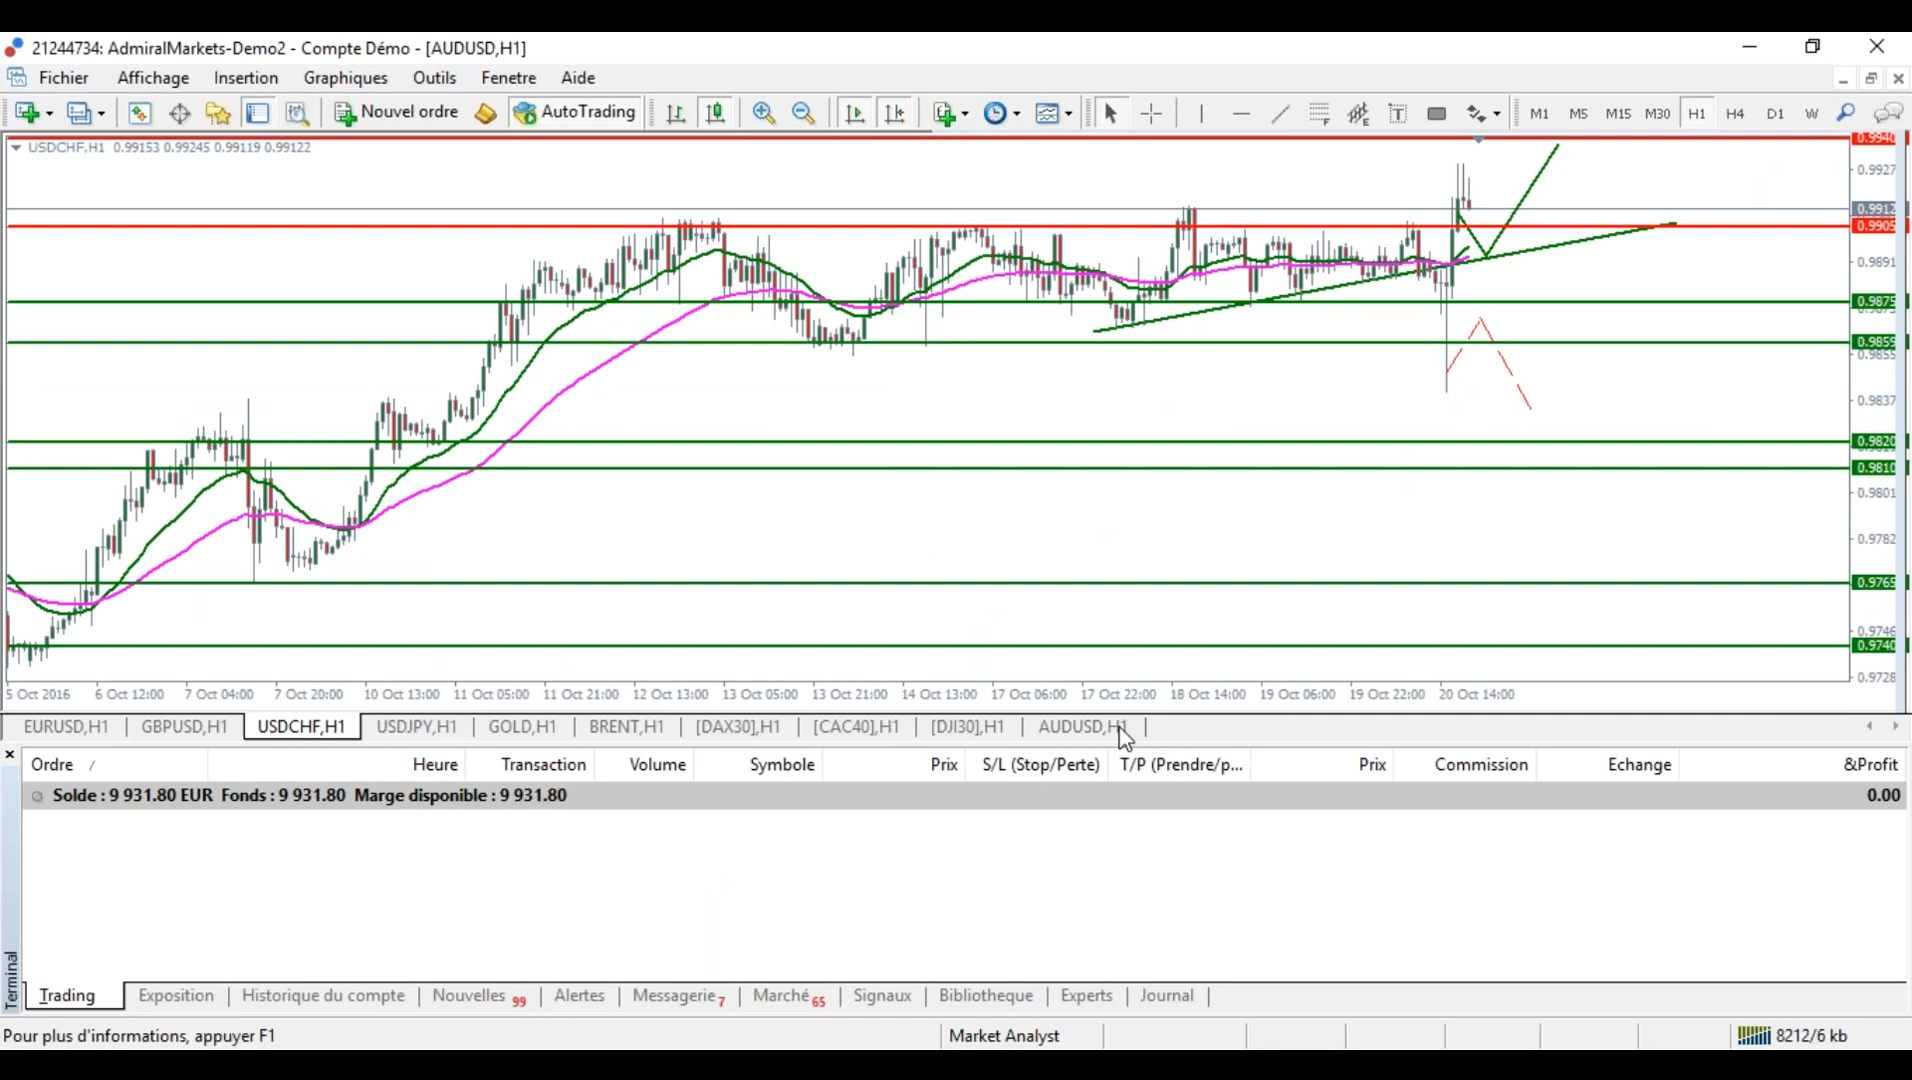 21244734: AdmiralMarkets-Demo2 - Compte Démo - [AUDUSD,H1]
Fichier Affichage Insertion Graphiques Outils Fenetre Aide
Nouvel ordre AutoTrading M1 M5 M15 M30 H1 H4 D1 W
USDCHF,H1 0.99153 0.99245 0.99119 0.99122
0.9940
0.9927
0.9912
0.9905
0.9891
0.9875
0.9859
0.9855
0.9837
0.9820
0.9810
0.9801
0.9782
0.9765
0.9746
0.9740
0.9728
5 Oct 2016 6 Oct 12:00 7 Oct 04:00 7 Oct 20:00 10 Oct 13:00 11 Oct 05:00 11 Oct 21:00 12 Oct 13:00 13 Oct 05:00 13 Oct 21:00 14 Oct 13:00 17 Oct 06:00 17 Oct 22:00 18 Oct 14:00 19 Oct 06:00 19 Oct 22:00 20 Oct 14:00
EURUSD,H1 GBPUSD,H1 USDCHF,H1 USDJPY,H1 GOLD,H1 BRENT,H1 [DAX30],H1 [CAC40],H1 [DJI30],H1 AUDUSD,H1
Ordre / Heure Transaction Volume Symbole Prix S/L (Stop/Perte) T/P (Prendre/p... Prix Commission Echange &Profit
Solde : 9 931.80 EUR Fonds : 9 931.80 Marge disponible : 9 931.80 0.00
Terminal
Trading Exposition Historique du compte Nouvelles 99 Alertes Messagerie 7 Marché 65 Signaux Bibliotheque Experts Journal
Pour plus d'informations, appuyer F1 Market Analyst 8212/6 kb